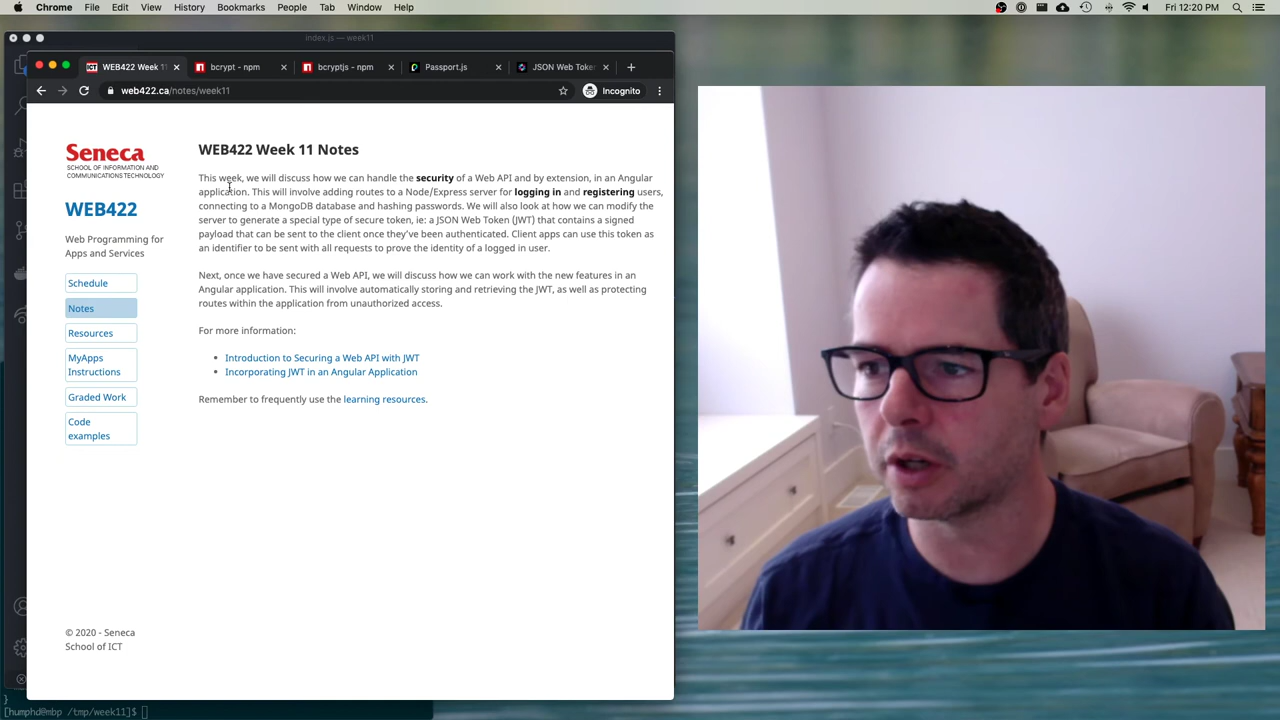 Chrome File Edit View History Bookmarks People Tab Window Help Fri 12:20 PM
index.js — week11
WEB422 Week 11 bcrypt - npm bcryptjs - npm Passport.js JSON Web Token
web422.ca/notes/week11 Incognito
Seneca
SCHOOL OF INFORMATION AND
COMMUNICATIONS TECHNOLOGY
WEB422
Web Programming for
Apps and Services
Schedule
Notes
Resources
MyApps
Instructions
Graded Work
Code
examples
© 2020 - Seneca
School of ICT
WEB422 Week 11 Notes
This week, we will discuss how we can handle the security of a Web API and by extension, in an Angular
application. This will involve adding routes to a Node/Express server for logging in and registering users,
connecting to a MongoDB database and hashing passwords. We will also look at how we can modify the
server to generate a special type of secure token, ie: a JSON Web Token (JWT) that contains a signed
payload that can be sent to the client once they've been authenticated. Client apps can use this token as
an identifier to be sent with all requests to prove the identity of a logged in user.
Next, once we have secured a Web API, we will discuss how we can work with the new features in an
Angular application. This will involve automatically storing and retrieving the JWT, as well as protecting
routes within the application from unauthorized access.
For more information:
Introduction to Securing a Web API with JWT
Incorporating JWT in an Angular Application
Remember to frequently use the learning resources.
}
[humphd@mbp /tmp/week11]$